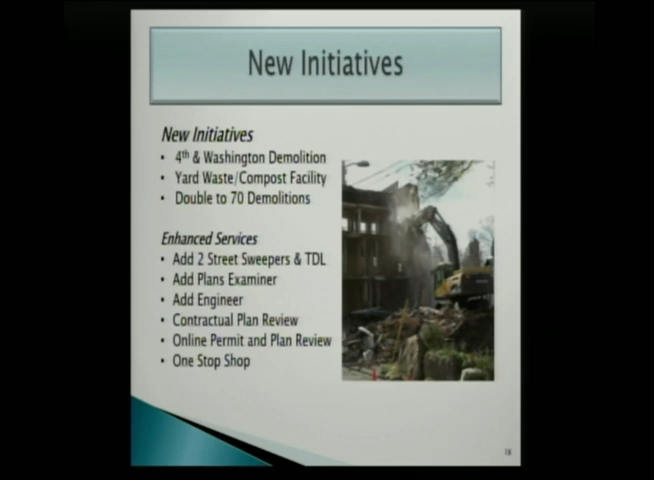 New Initiatives
New Initiatives
• 4th & Washington Demolition
• Yard Waste/Compost Facility
• Double to 70 Demolitions
Enhanced Services
• Add 2 Street Sweepers & TDL
• Add Plans Examiner
• Add Engineer
• Contractual Plan Review
• Online Permit and Plan Review
• One Stop Shop